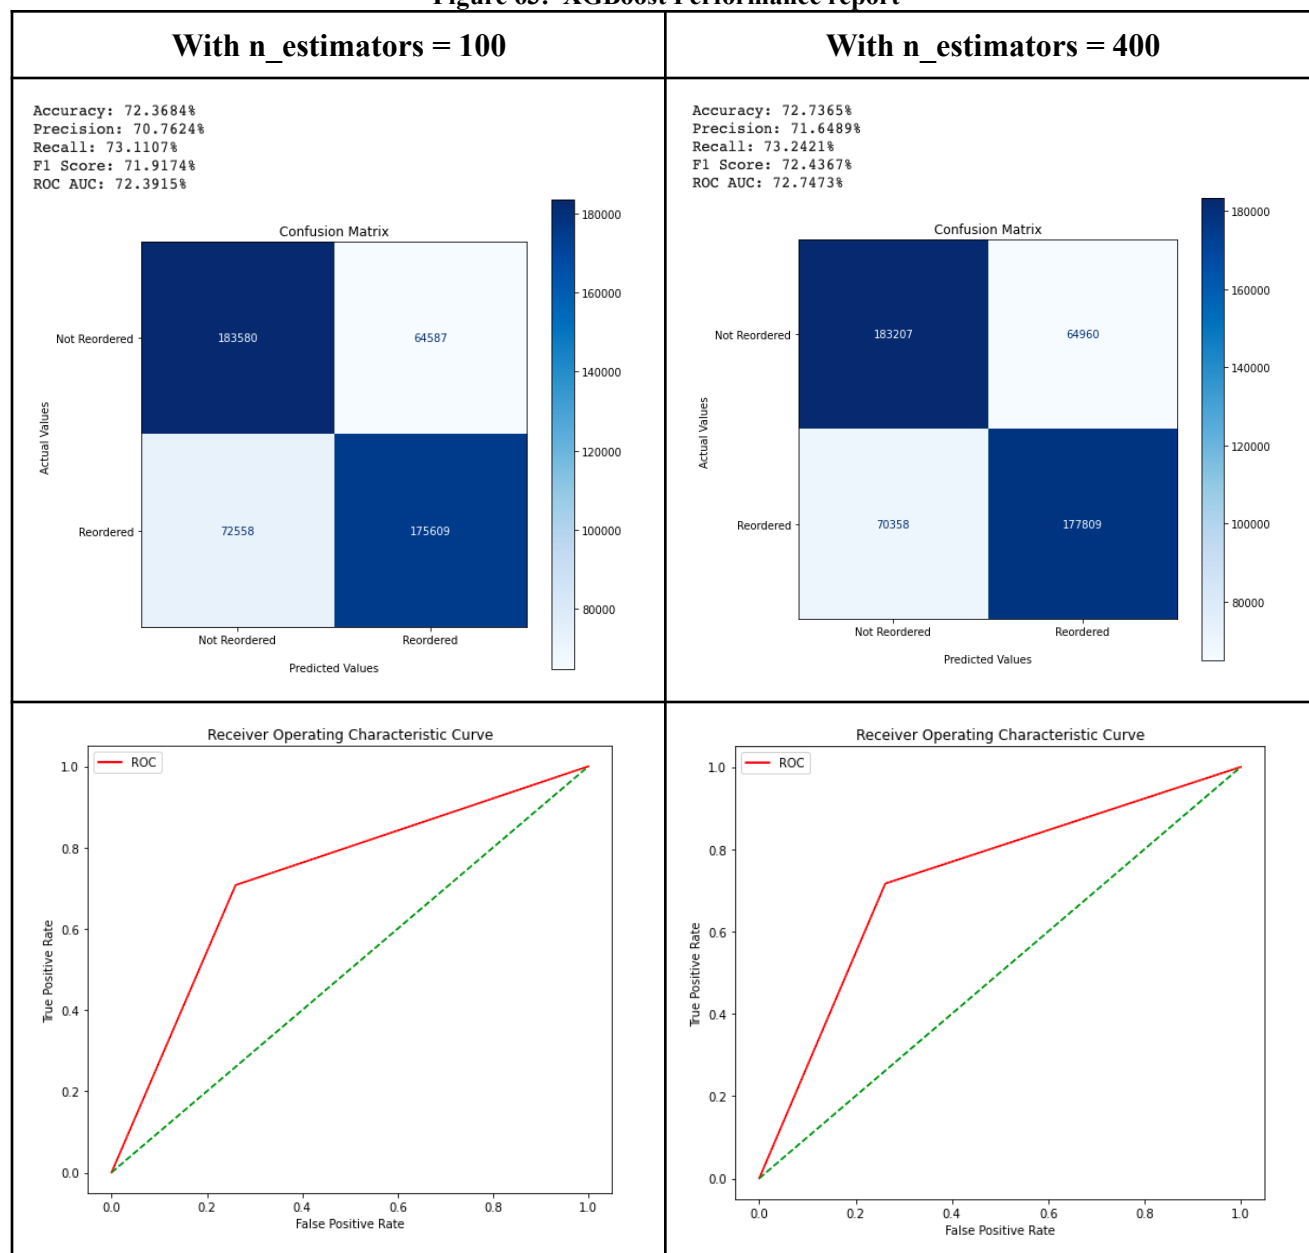 Figure 63: XGBoost Performance report
With n_estimators = 100
With n_estimators = 400
Accuracy: 72.3684%
Precision: 70.7624%
Recall: 73.1107%
F1 Score: 71.9174%
ROC AUC: 72.3915%
Confusion Matrix
180000
160000
140000
120000
100000
80000
Not Reordered
183580
64587
Actual Values
Reordered
72558
175609
Not Reordered
Reordered
Predicted Values
Accuracy: 72.7365%
Precision: 71.6489%
Recall: 73.2421%
F1 Score: 72.4367%
ROC AUC: 72.7473%
Confusion Matrix
180000
160000
140000
120000
100000
80000
Not Reordered
183207
64960
Actual Values
Reordered
70358
177809
Not Reordered
Reordered
Predicted Values
Receiver Operating Characteristic Curve
ROC
1.0
0.8
0.6
0.4
0.2
0.0
True Positive Rate
0.0
0.2
0.4
0.6
0.8
1.0
False Positive Rate
Receiver Operating Characteristic Curve
ROC
1.0
0.8
0.6
0.4
0.2
0.0
True Positive Rate
0.0
0.2
0.4
0.6
0.8
1.0
False Positive Rate